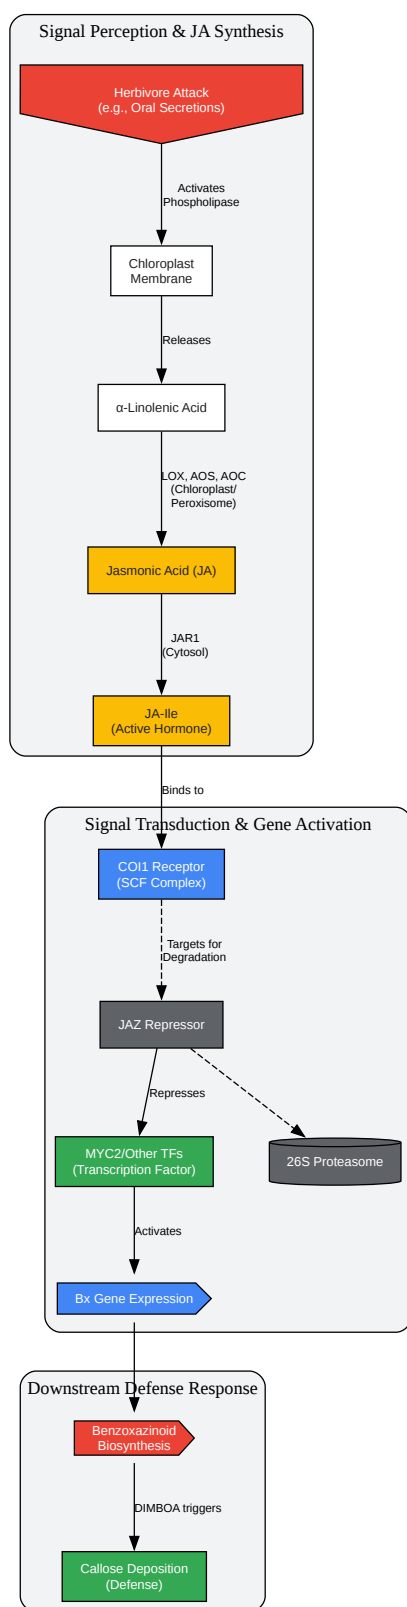 Signal Perception & JA Synthesis
Herbivore Attack
(e.g., Oral Secretions)
Activates
Phospholipase
Chloroplast
Membrane
Releases
α-Linolenic Acid
LOX, AOS, AOC
(Chloroplast/
Peroxisome)
Jasmonic Acid (JA)
JAR1
(Cytosol)
JA-Ile
(Active Hormone)
Binds to
Signal Transduction & Gene Activation
COI1 Receptor
(SCF Complex)
Targets for
Degradation
JAZ Repressor
Represses
MYC2/Other TFs
(Transcription Factor)
26S Proteasome
Activates
Bx Gene Expression
Downstream Defense Response
Benzoxazinoid
Biosynthesis
DIMBOA triggers
Callose Deposition
(Defense)